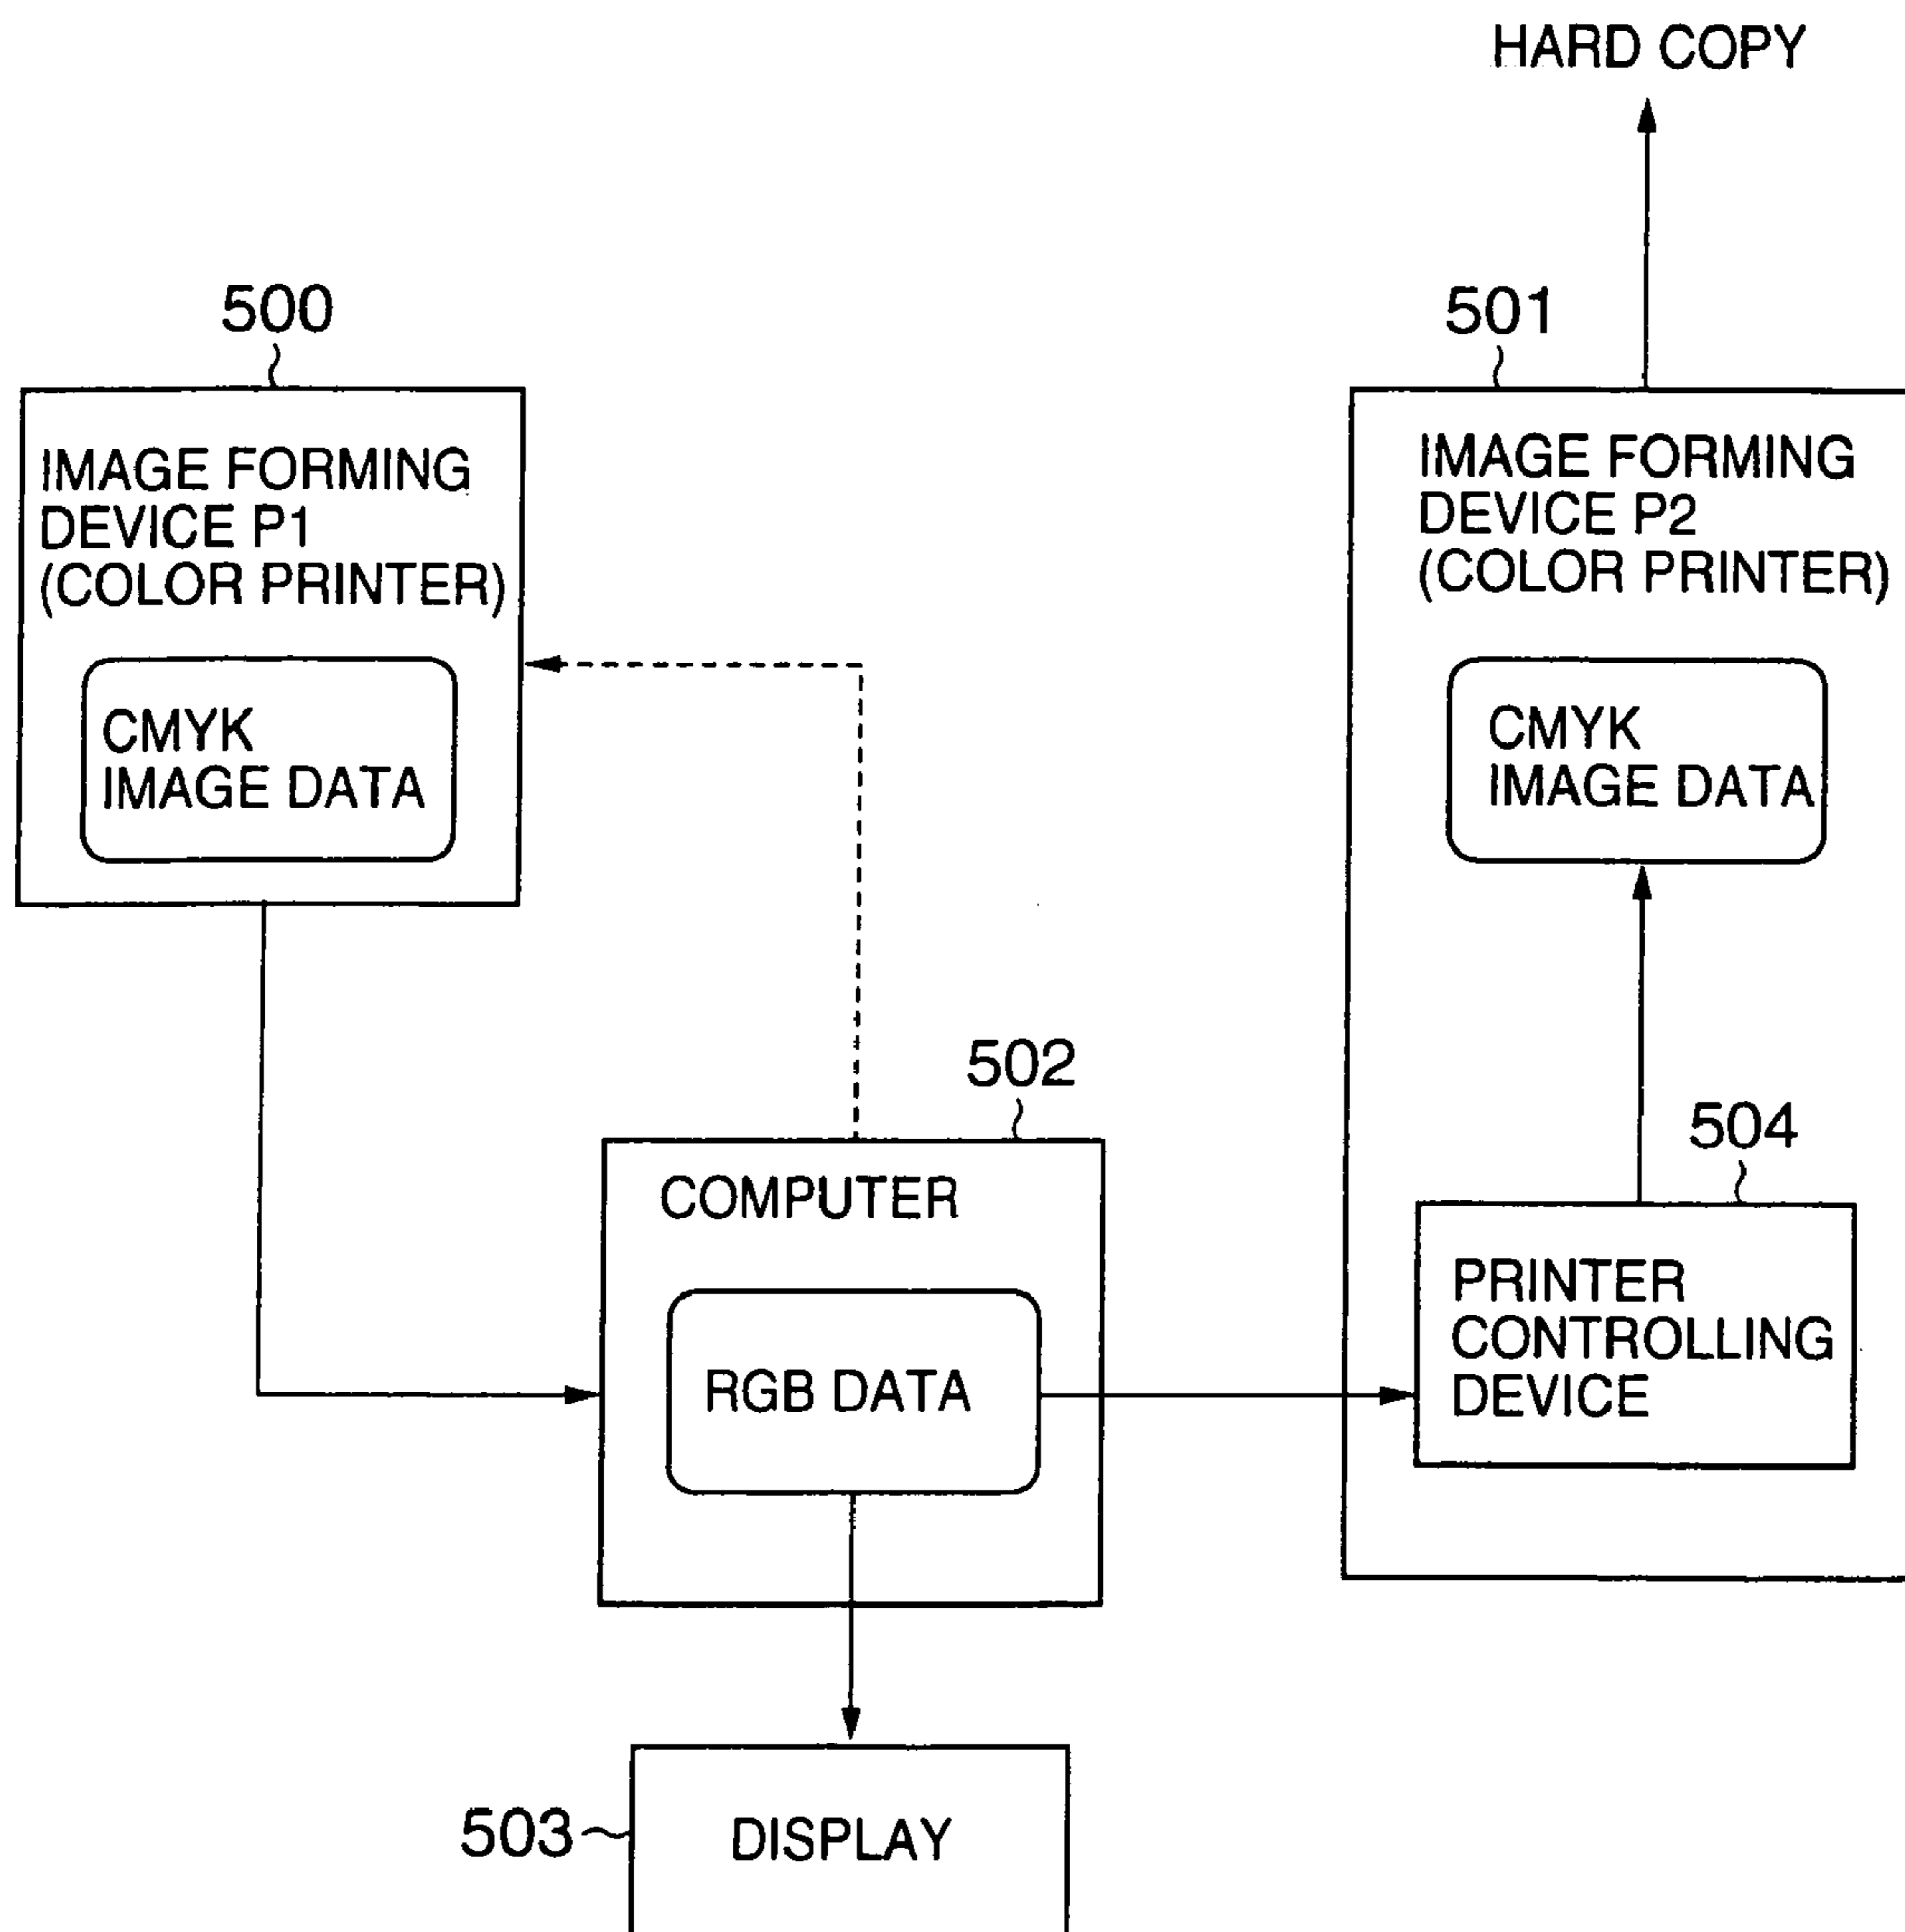 HARD COPY
500
501
IMAGE FORMING
DEVICE P1
(COLOR PRINTER)
CMYK
IMAGE DATA
IMAGE FORMING
DEVICE P2
(COLOR PRINTER)
CMYK
IMAGE DATA
502
COMPUTER
RGB DATA
504
PRINTER
CONTROLLING
DEVICE
503
DISPLAY